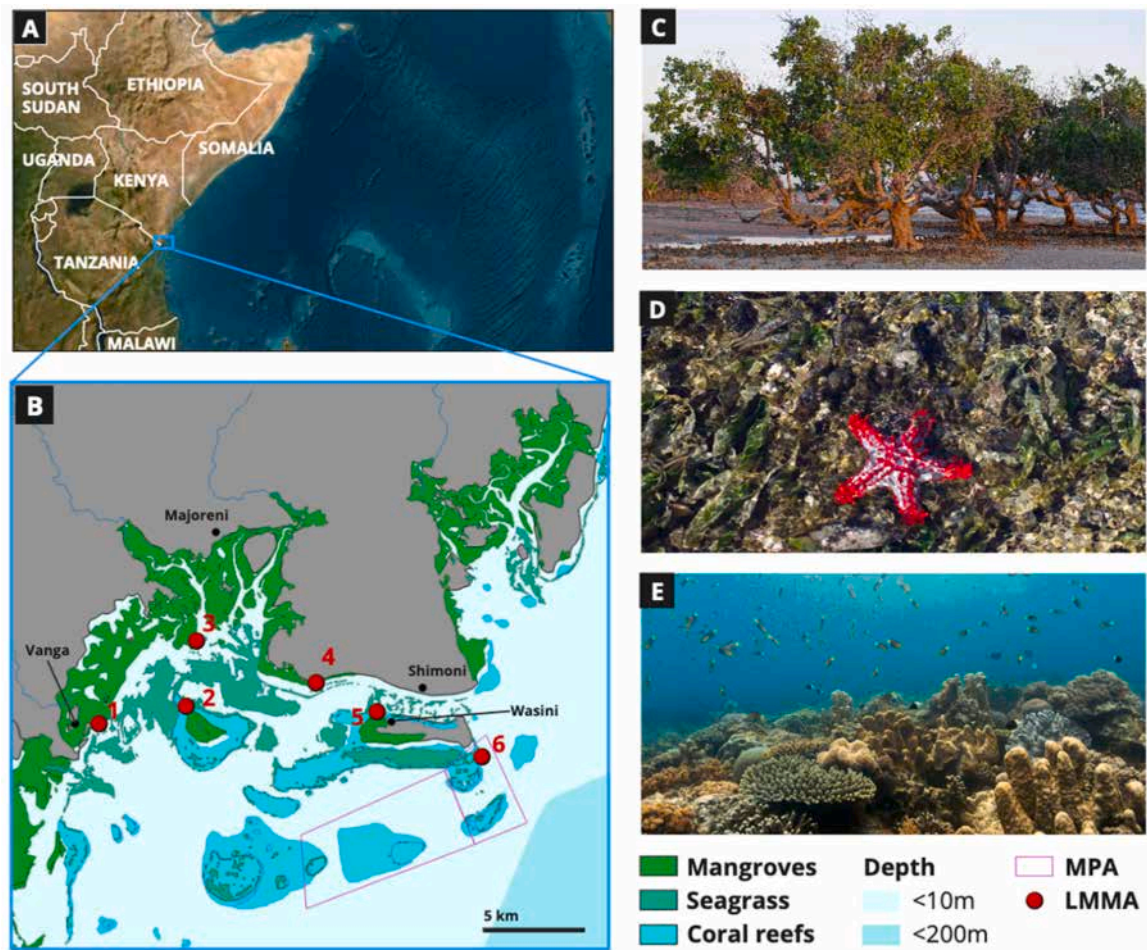 A
SOUTH
SUDAN
ETHIOPIA
UGANDA
SOMALIA
KENYA
TANZANIA
MALAWI
B
Majoreni
3
Vanga
4
Shimoni
2
1
5
Wasini
6
5 km
C
D
E
Mangroves
Seagrass
Coral reefs
Depth
<10m
<200m
MPA
LMMA